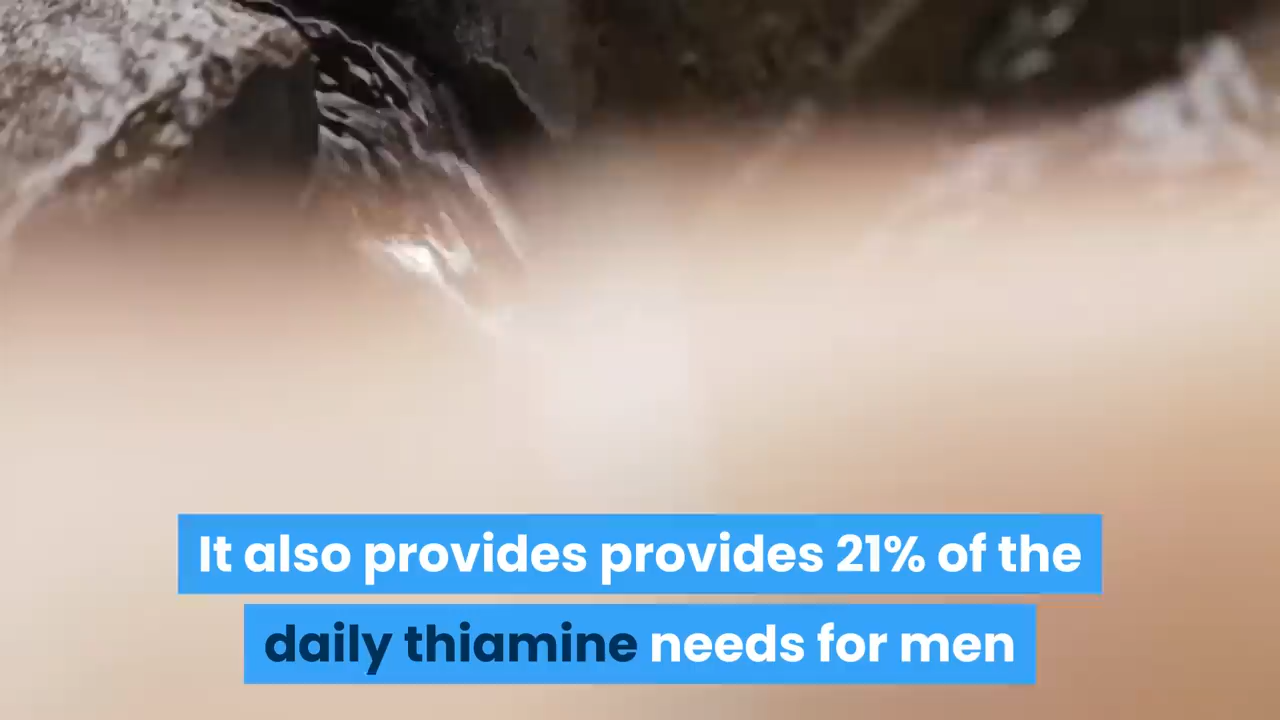 It also provides provides 21% of the
daily thiamine needs for men